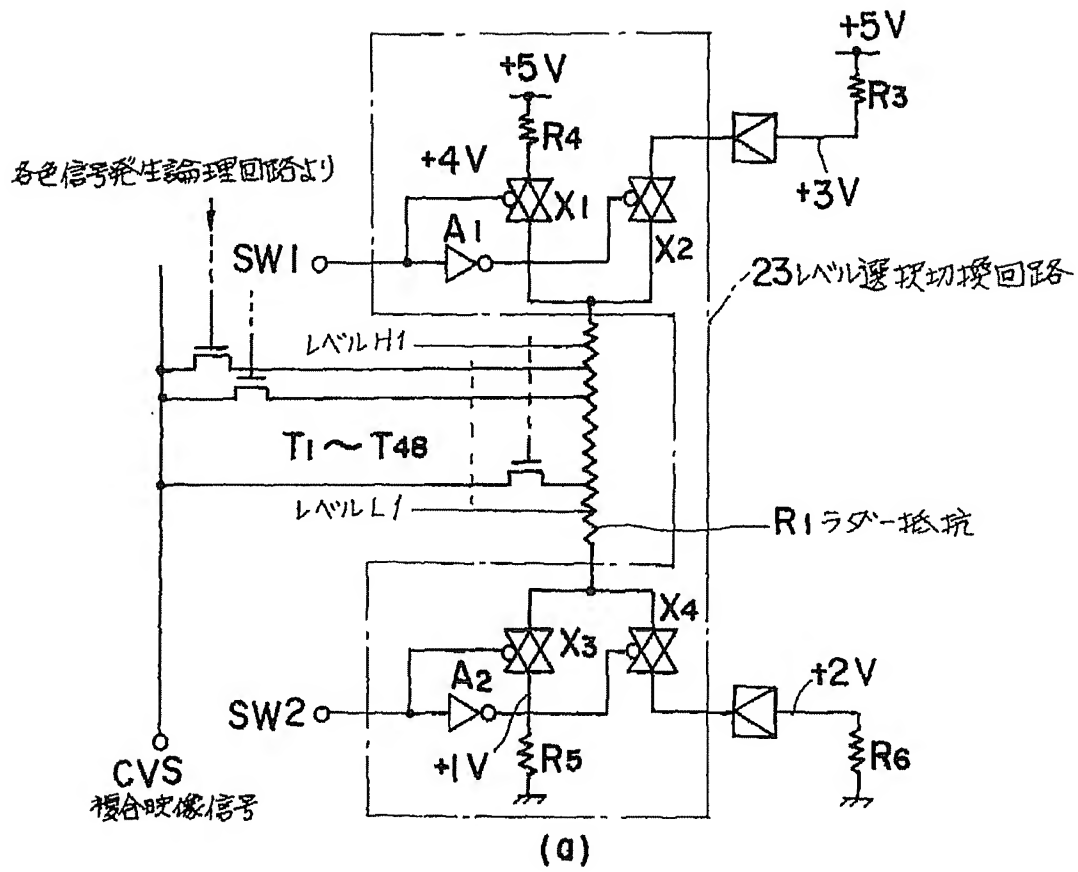 +5V
+5V
R3
R4
+4V
各色信号発生論理回路より
X1
+3V
A1
SW1
X2
23レベル選択切換回路
レベルH1
T1～T48
レベルL1
R1ラダー抵抗
X4
X3
A2
+2V
SW2
+1V
R5
R6
CVS
複合映像信号
(a)